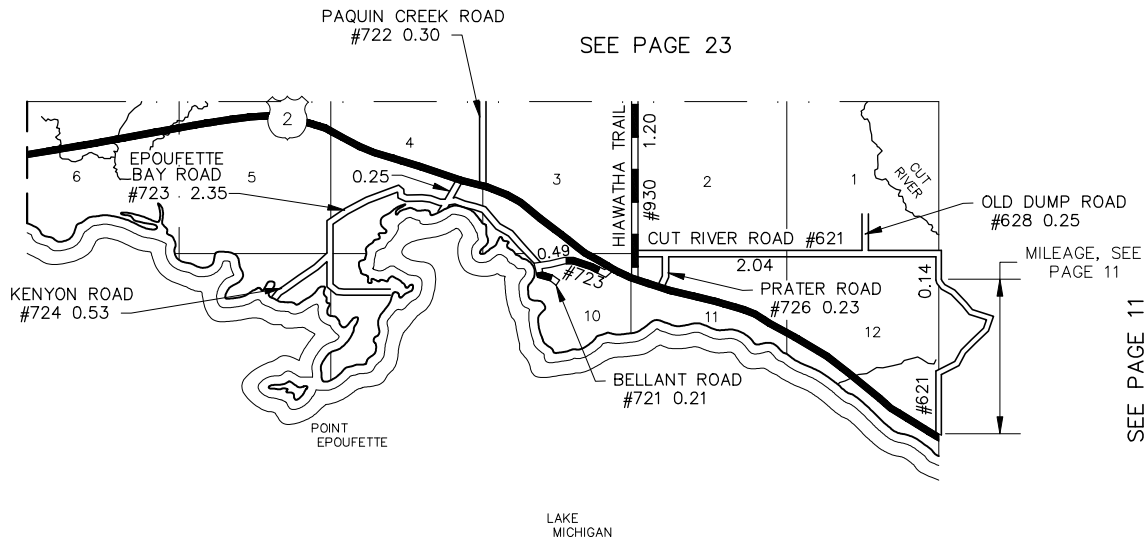 PAQUIN CREEK ROAD
#722 0.30
SEE PAGE 23
2
4
EPOUFETTE
BAY ROAD
#723 2.35
6
5
0.25
3
HIAWATHA TRAIL
#930 1.20
2
1
CUT
RIVER
OLD DUMP ROAD
#628 0.25
CUT RIVER ROAD #621
2.04
0.49
#723
MILEAGE, SEE
PAGE 11
0.14
KENYON ROAD
#724 0.53
PRATER ROAD
#726 0.23
10
11
12
BELLANT ROAD
#721 0.21
#621
SEE PAGE 11
POINT
EPOUFETTE
LAKE
MICHIGAN